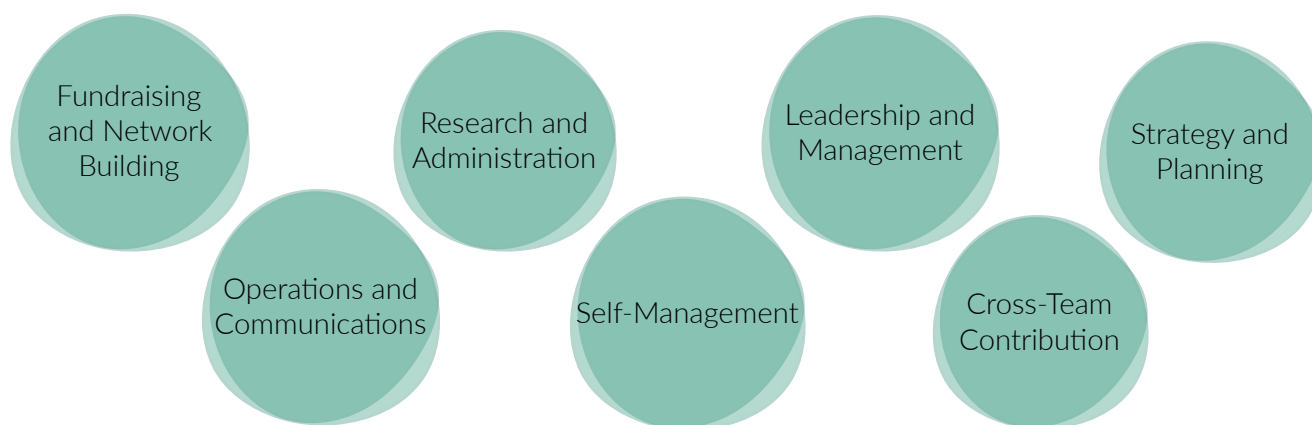 Fundraising
and Network
Building
Operations and
Communications
Research and
Administration
Self-Management
Leadership and
Management
Cross-Team
Contribution
Strategy and
Planning